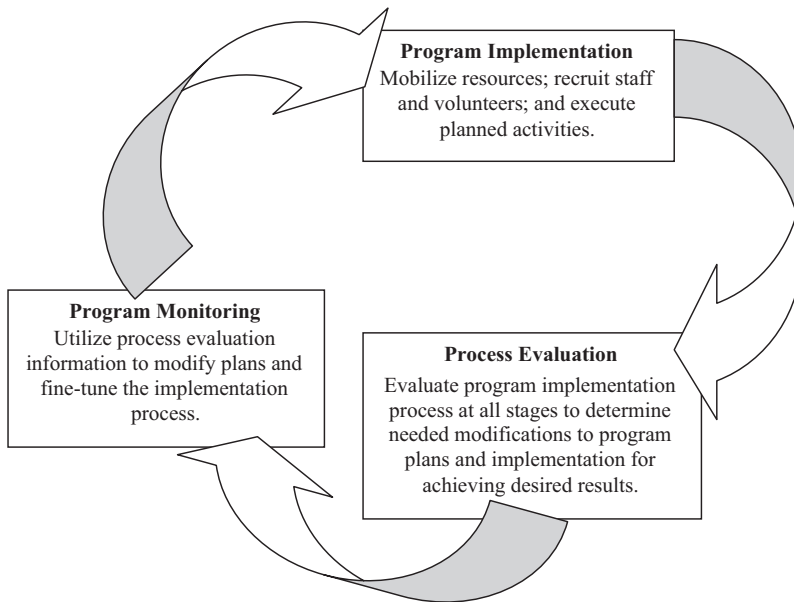 Program Implementation
Mobilize resources; recruit staff
and volunteers; and execute
planned activities.
Process Evaluation
Evaluate program implementation
process at all stages to determine
needed modifications to program
plans and implementation for
achieving desired results.
Program Monitoring
Utilize process evaluation
information to modify plans and
fine-tune the implementation
process.